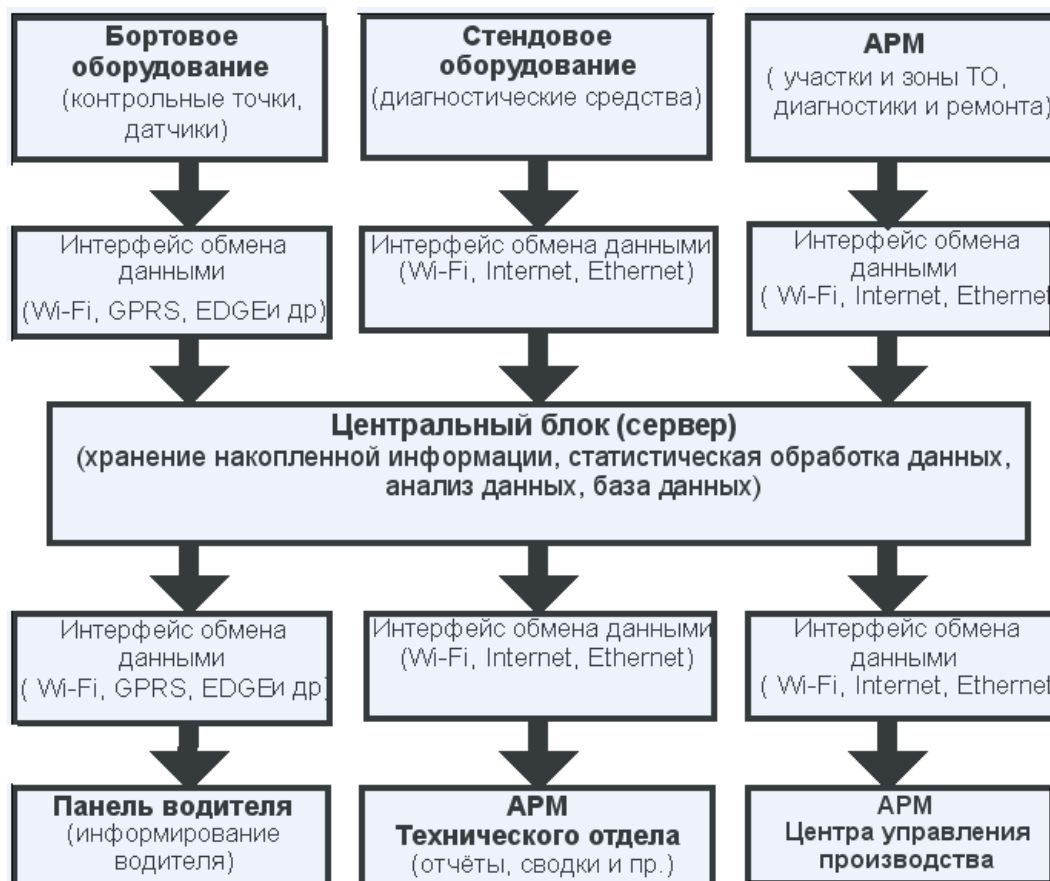 Бортовое
оборудование
(контрольные точки,
датчики)
Стендовое
оборудование
(диагностические средства)
АРМ
( участки и зоны ТО,
диагностики и ремонта)
Интерфейс обмена
данными
(Wi-Fi, GPRS, EDGEи др)
Интерфейс обмена данными
(Wi-Fi, Internet, Ethernet)
Интерфейс обмена
данными
( Wi-Fi, Internet, Ethernet
Центральный блок (сервер)
(хранение накопленной информации, статистическая обработка данных,
анализ данных, база данных)
Интерфейс обмена
данными
( Wi-Fi, GPRS, EDGEи др)
Интерфейс обмена данными
(Wi-Fi, Internet, Ethernet)
Интерфейс обмена
данными
( Wi-Fi, Internet, Ethernet
Панель водителя
(информирование
водителя)
АРМ
Технического отдела
(отчёты, сводки и пр.)
АРМ
Центра управления
производства